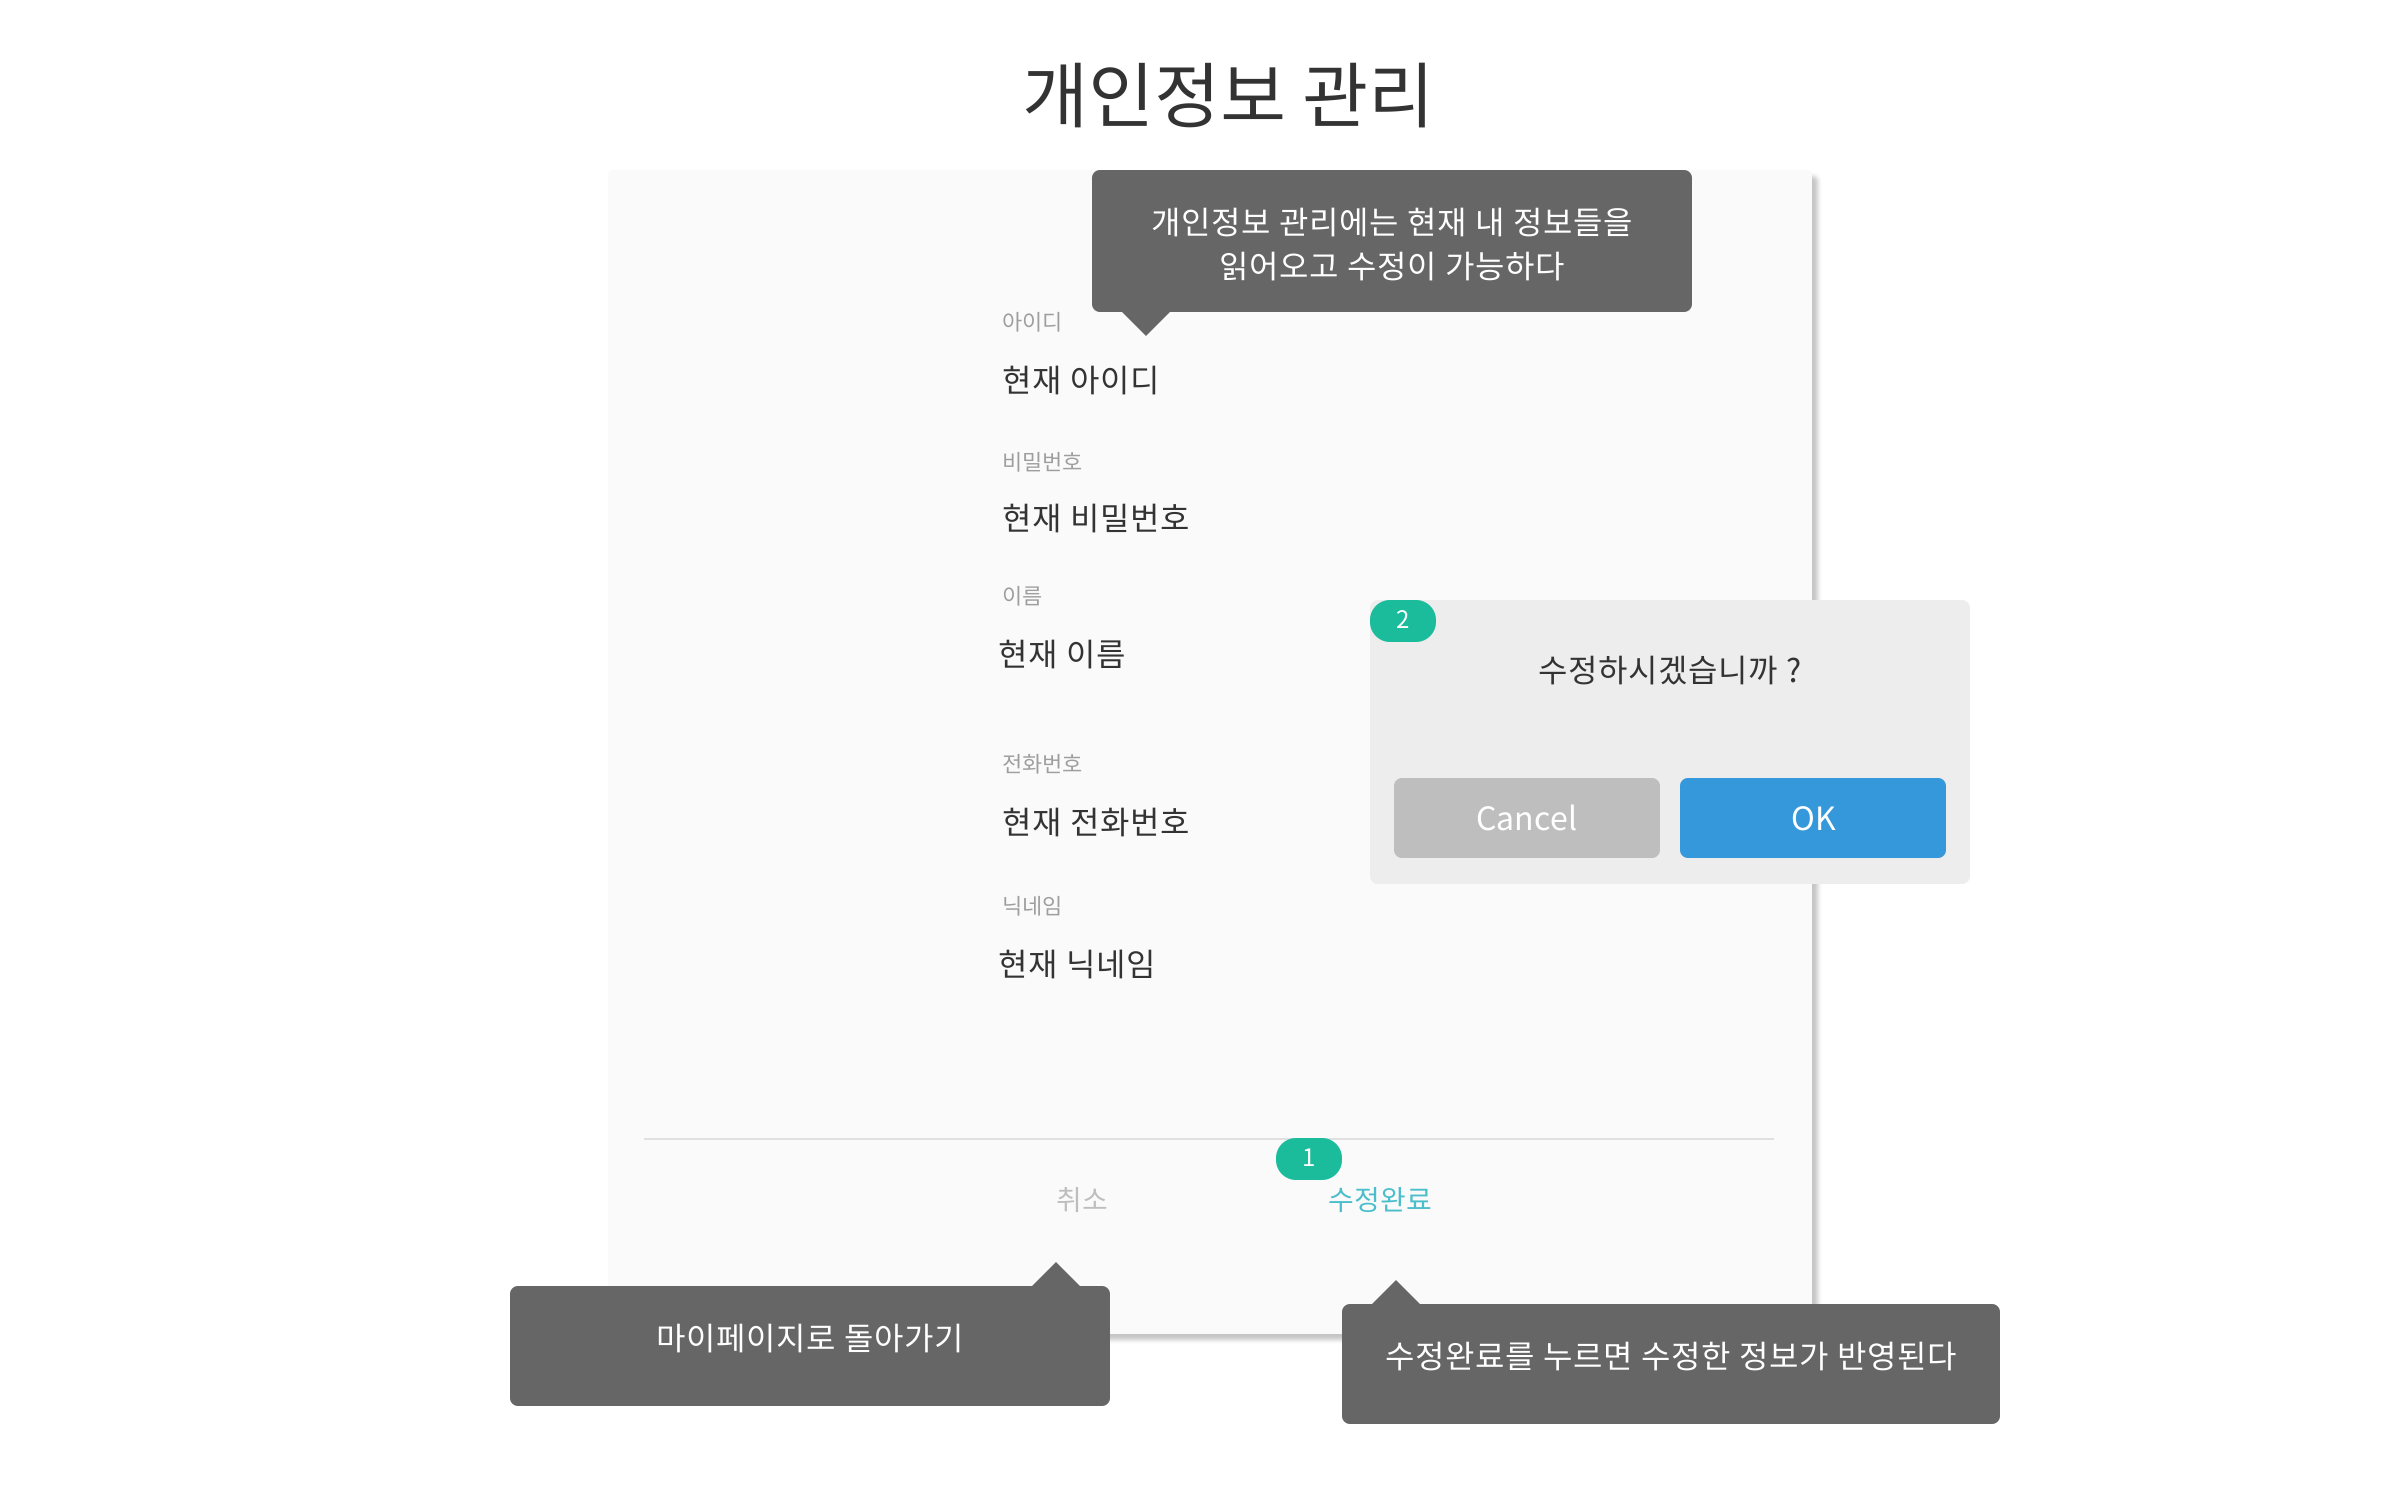 개인정보 관리
개인정보 관리에는 현재 내 정보들을
읽어오고 수정이 가능하다
아이디
현재 아이디
비밀번호
현재 비밀번호
이름
현재 이름
2
수정하시겠습니까 ?
Cancel
OK
전화번호
현재 전화번호
닉네임
현재 닉네임
1
취소
수정완료
마이페이지로 돌아가기
수정완료를 누르면 수정한 정보가 반영된다